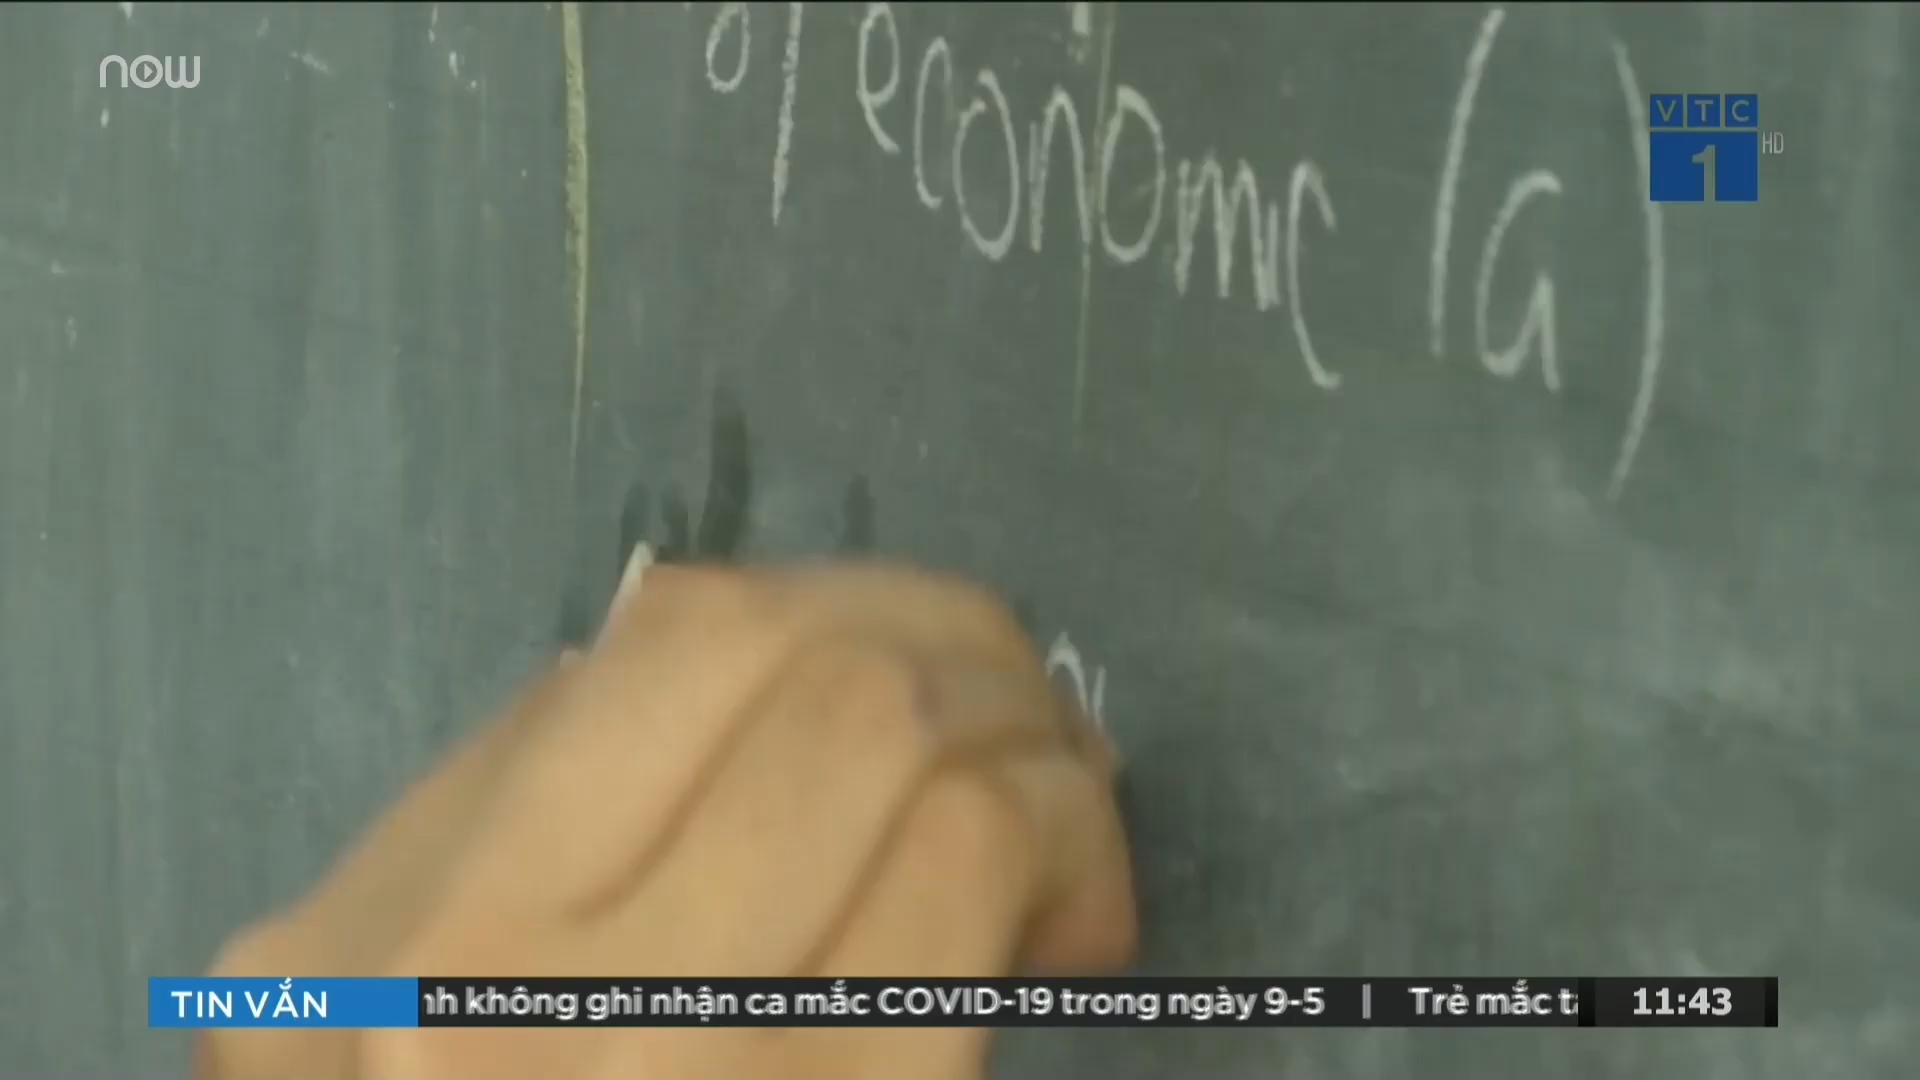 now
VTC
1 HD
economic (a)
TIN VẮN
nh không ghi nhận ca mắc COVID-19 trong ngày 9-5 | Trẻ mắc
11:43